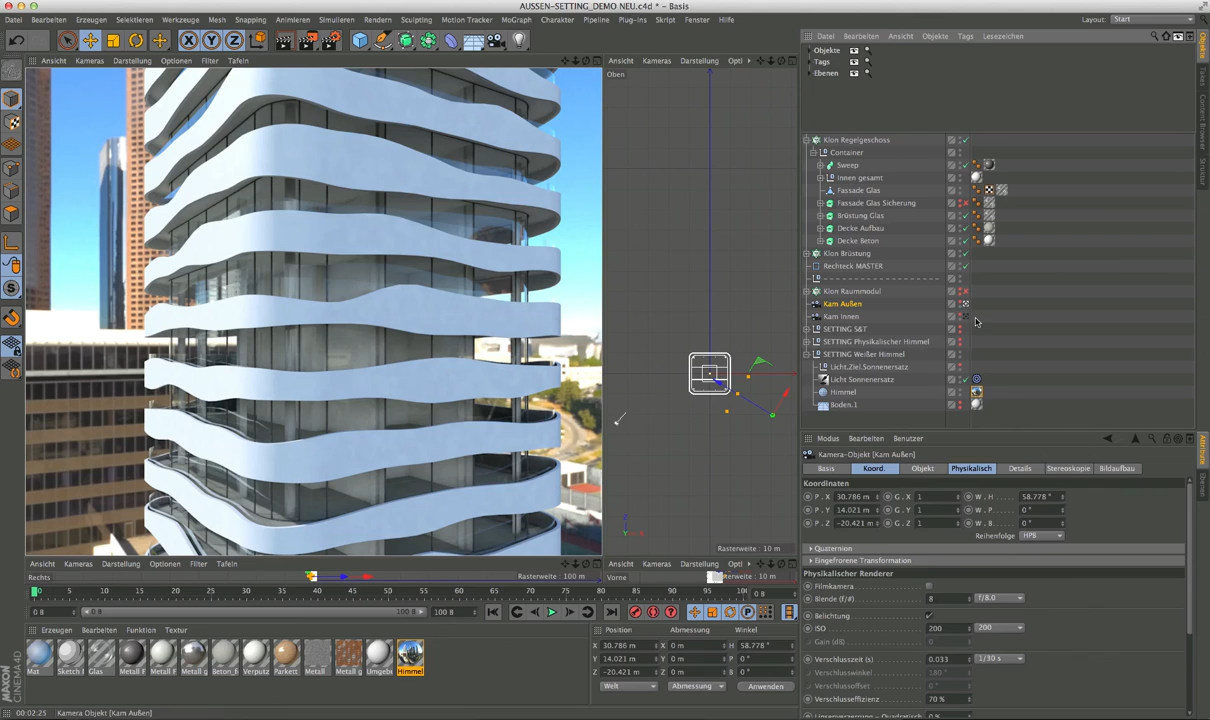 AUSSEN-SETTING_DEMO NEU.c4d * - Basis
Datei Bearbeiten Erzeugen Selektieren Werkzeuge Mesh Snapping Animieren Simulieren Rendern Sculpting Motion Tracker MoGraph Charakter Pipeline Plug-ins Skript Fenster Hilfe
Layout: Start
Datei Bearbeiten Ansicht Objekte Tags Lesezeichen
Objekte
Tags
Ebenen
Ansicht Kameras Darstellung Optionen Filter Tafeln
Ansicht Kameras Darstellung Opti
Oben
Klon Regelgeschoss
Container
Sweep
Innen gesamt
Fassade Glas
Fassade Glas Sicherung
Brüstung Glas
Decke Aufbau
Decke Beton
Klon Brüstung
Rechteck MASTER
Klon Raummodul
Kam Außen
Kam Innen
SETTING S&T
SETTING Physikalischer Himmel
SETTING Weißer Himmel
Licht.Ziel.Sonnenersatz
Licht Sonnenersatz
Himmel
Boden.1
Objekte
Takes
Content Browser
Struktur
Rasterweite : 10 m
Ansicht Kameras Darstellung Optionen Filter Tafeln
Rechts
Rasterweite : 100 m
Ansicht Kameras Darstellung Opti
Vorne
terweite : 10 m
0 5 10 15 20 25 30 35 40 45 50 55 60 65 70 75 80 85 90 95 100
0 B
0 B
0 B
100 B
100 B
Erzeugen Bearbeiten Funktion Textur
Mat
Sketch
Glas
Metall F
Metall F
Metall g
Beton_F
Verputz
Parkett
Metall
Metall g
Umgebu
Himmel
Position Abmessung Winkel
X 30.786 m X 0 m H 58.778 °
Y 14.021 m Y 0 m P 0 °
Z -20.421 m Z 0 m B 0 °
Welt Abmessung Anwenden
Modus Bearbeiten Benutzer
Kamera-Objekt [Kam Außen]
Basis Koord. Objekt Physikalisch Details Stereoskopie Bildaufbau
Koordinaten
P . X 30.786 m G . X 1 W . H 58.778 °
P . Y 14.021 m G . Y 1 W . P 0 °
P . Z -20.421 m G . Z 1 W . B 0 °
Reihenfolge HPB
Quaternion
Eingefrorene Transformation
Physikalischer Renderer
Filmkamera
Blende (f/#) 8 f/8.0
Belichtung
ISO 200 200
Gain (dB)
Verschlusszeit (s) 0.033 1/30 s
Verschlusswinkel 180 °
Verschlussoffset 0 °
Verschlusseffizienz 70 %
Attribute
Ebenen
MAXON
CINEMA 4D
00:02:25 Kamera Objekt [Kam Außen]